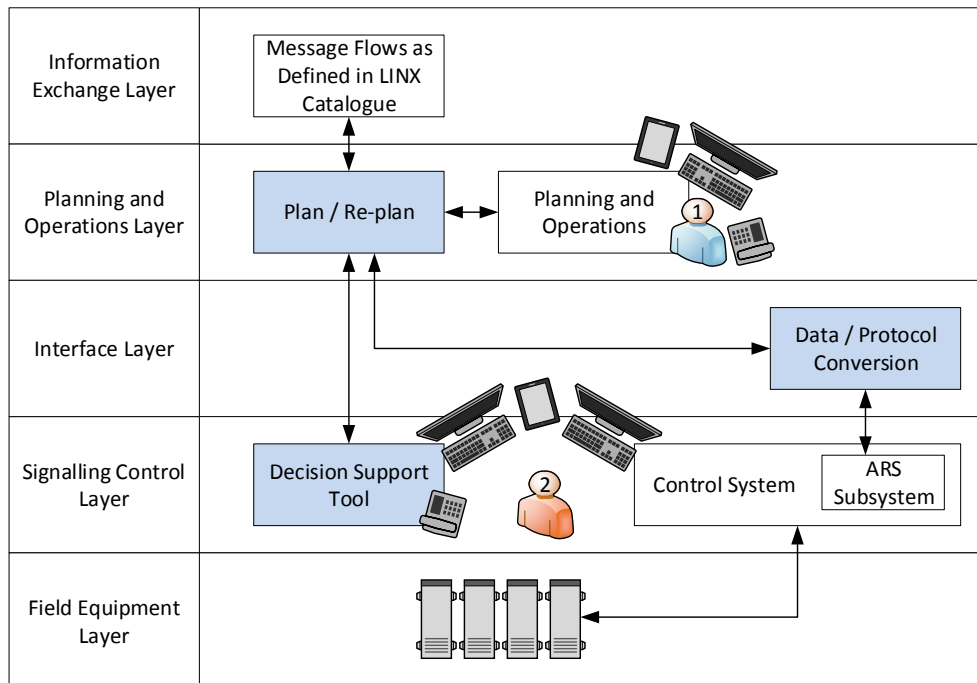 Information
Exchange Layer
Message Flows as
Defined in LINX
Catalogue
Planning and
Operations Layer
Plan / Re-plan
Planning and
Operations
1
Interface Layer
Data / Protocol
Conversion
Signalling Control
Layer
Decision Support
Tool
2
Control System
ARS
Subsystem
Field Equipment
Layer